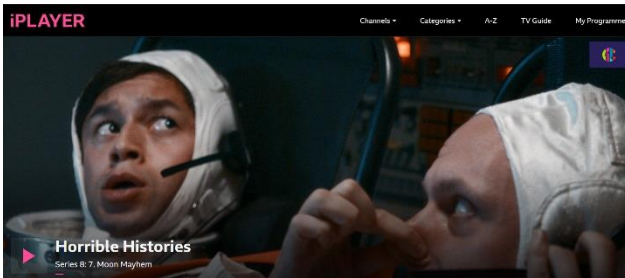 iPLAYER
Channels Categories A-Z TV Guide My Programme
Horrible Histories
Series 8: 7. Moon Mayhem